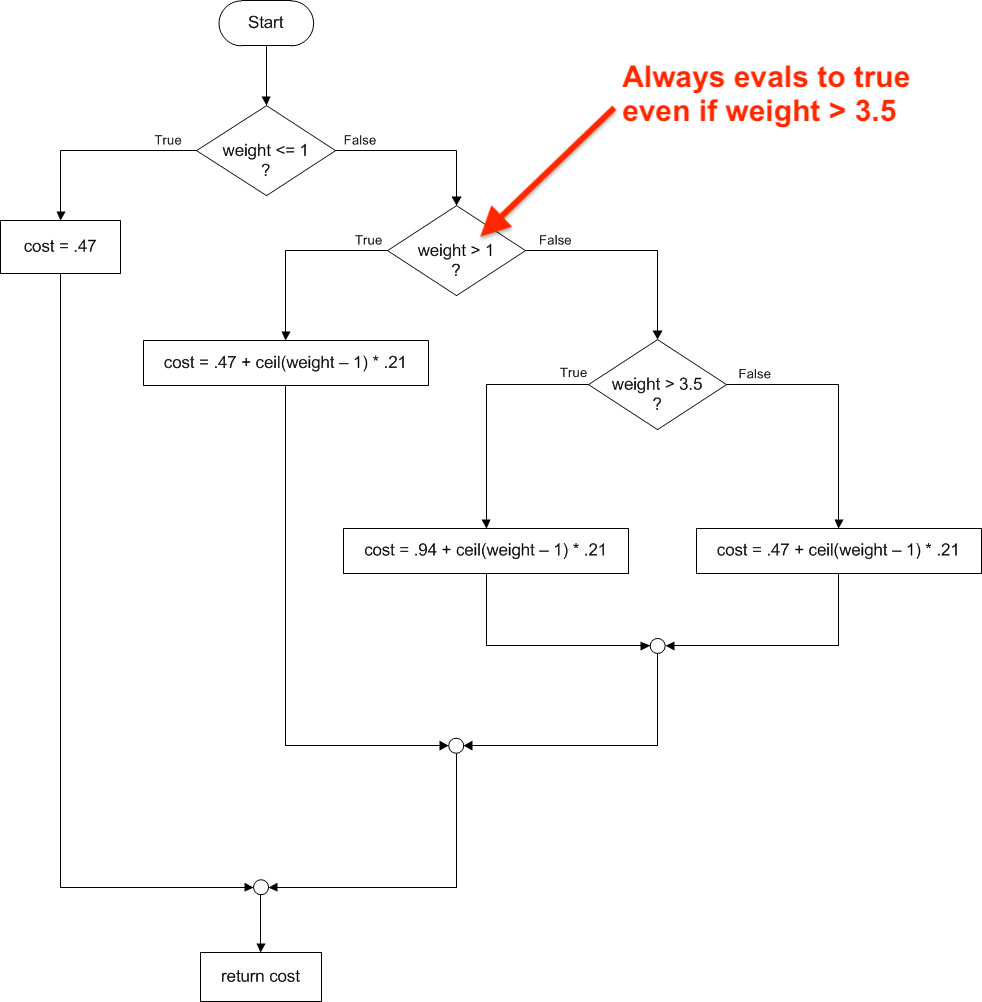 Start
Always evals to true
even if weight > 3.5
True
False
weight <= 1
?
cost = .47
True
False
weight > 1
?
cost = .47 + ceil(weight – 1) * .21
True
False
weight > 3.5
?
cost = .94 + ceil(weight – 1) * .21
cost = .47 + ceil(weight – 1) * .21
return cost